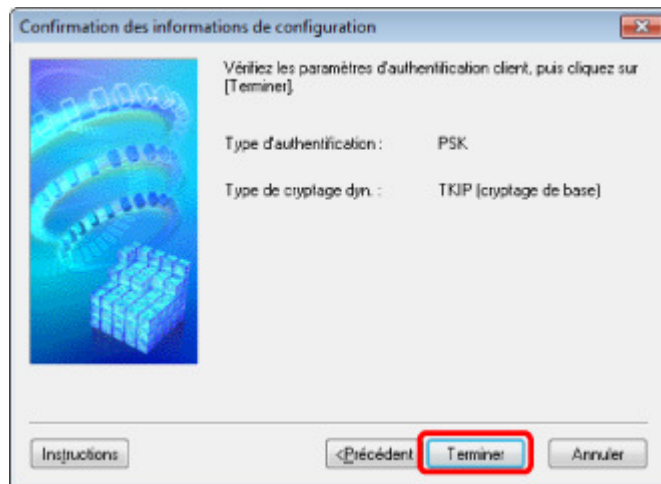 Confirmation des informations de configuration
Vérifiez les paramètres d'authentification client, puis cliquez sur
[Terminer].
Type d'authentification : PSK
Type de cryptage dyn. : TKIP (cryptage de base)
Instructions <Précédent Terminer Annuler